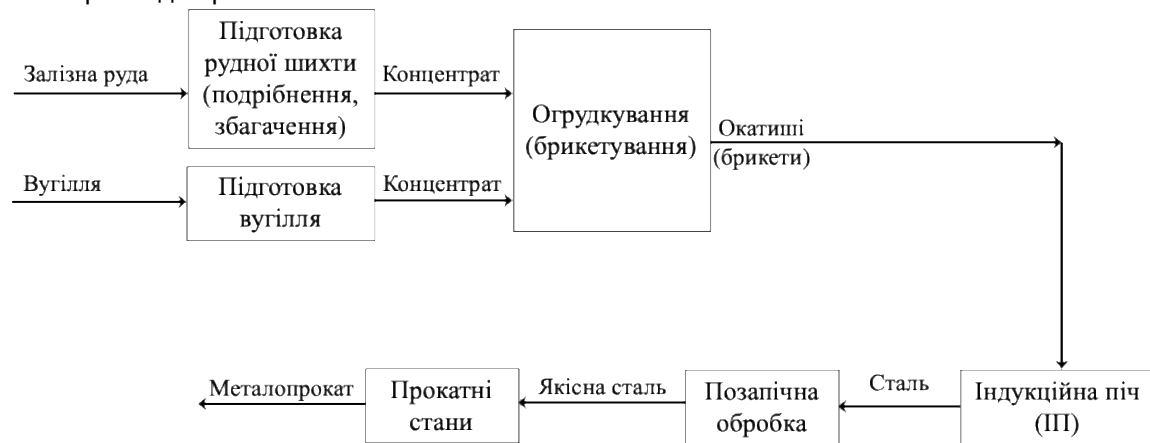 Залізна руда
Підготовка
рудної шихти
(подрібнення,
збагачення)
Концентрат
Вугілля
Підготовка
вугілля
Концентрат
Огрудкування
(брикетування)
Окатиші
(брикети)
Індукційна піч
(ІП)
Сталь
Позапічна
обробка
Якісна сталь
Прокатні
стани
Металопрокат